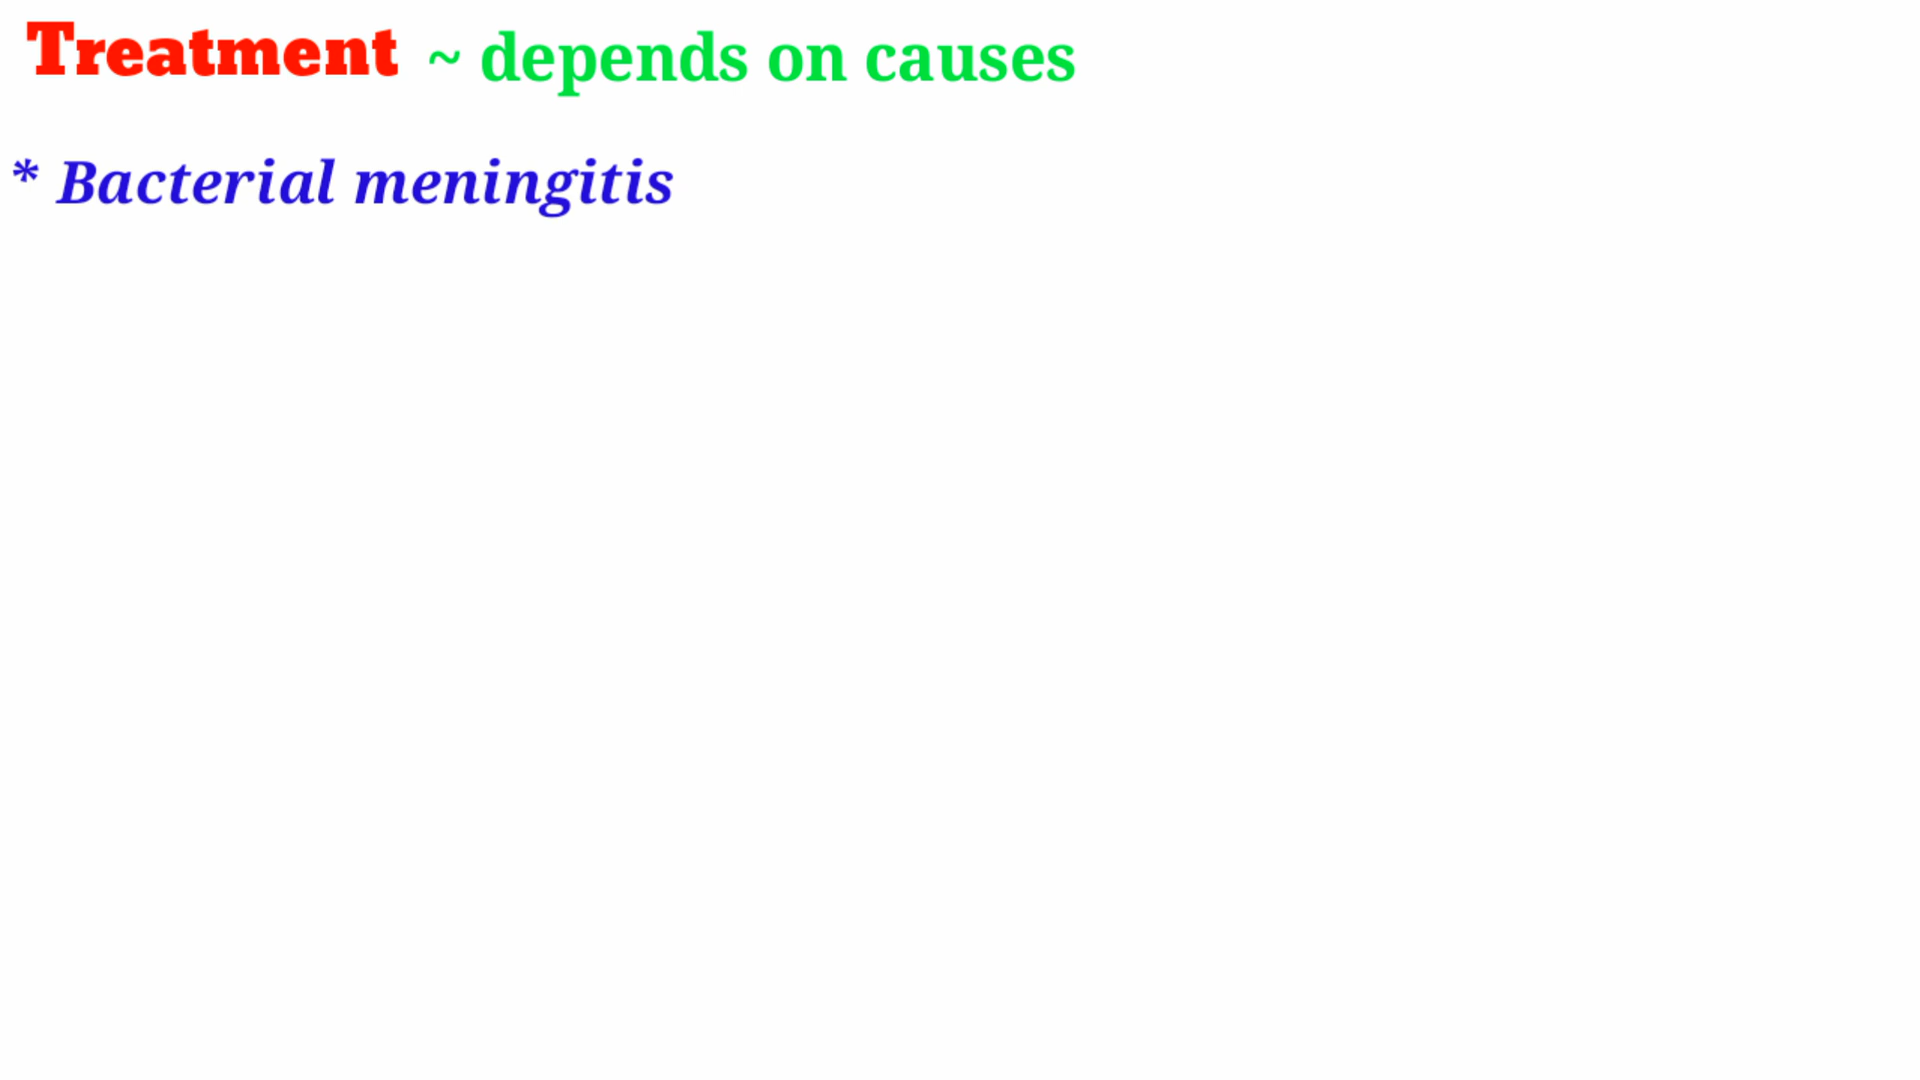 Treatment ~ depends on causes
* Bacterial meningitis